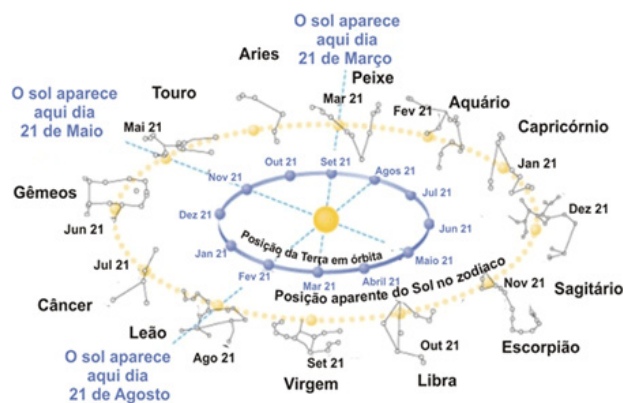 O sol aparece
aqui dia
21 de Março
Aries
Peixe
Mar 21
Touro
O sol aparece
aqui dia
21 de Maio
Mai 21
Fev 21
Aquário
Capricórnio
Jan 21
Out 21
Set 21
Agos 21
Nov 21
Jul 21
Gêmeos
Jun 21
Dez 21
Jun 21
Dez 21
Posição da Terra em órbita
Jan 21
Maio 21
Jul 21
Fev 21
Mar 21
Abril 21
Posição aparente do Sol no zodiaco
Nov 21
Sagitário
Câncer
Leão
Ago 21
Set 21
Out 21
Escorpião
Virgem
Libra
O sol aparece
aqui dia
21 de Agosto